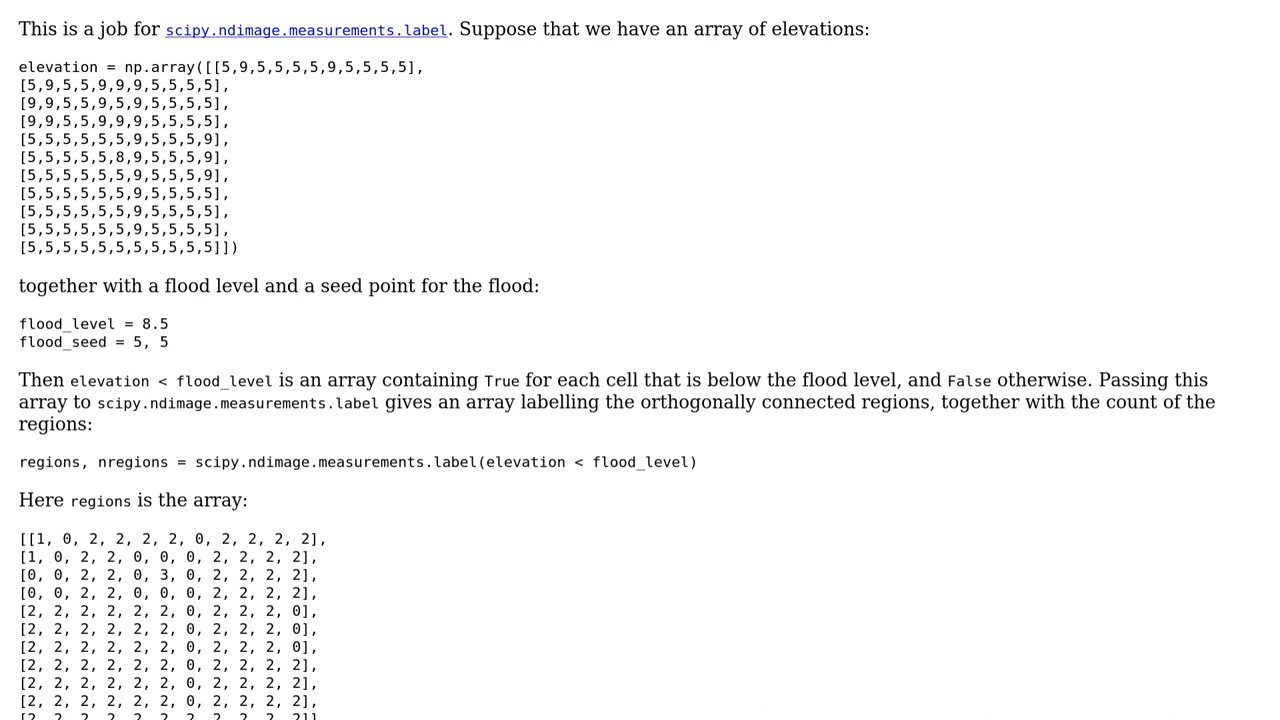 This is a job for scipy.ndimage.measurements.label. Suppose that we have an array of elevations:
elevation = np.array([[5,9,5,5,5,5,9,5,5,5,5],
[5,9,5,5,9,9,9,5,5,5,5],
[9,9,5,5,9,5,9,5,5,5,5],
[9,9,5,5,9,9,9,5,5,5,5],
[5,5,5,5,5,5,9,5,5,5,9],
[5,5,5,5,5,8,9,5,5,5,9],
[5,5,5,5,5,5,9,5,5,5,9],
[5,5,5,5,5,5,9,5,5,5,5],
[5,5,5,5,5,5,9,5,5,5,5],
[5,5,5,5,5,5,9,5,5,5,5],
[5,5,5,5,5,5,5,5,5,5,5]])
together with a flood level and a seed point for the flood:
flood_level = 8.5
flood_seed = 5, 5
Then elevation < flood_level is an array containing True for each cell that is below the flood level, and False otherwise. Passing this
array to scipy.ndimage.measurements.label gives an array labelling the orthogonally connected regions, together with the count of the
regions:
regions, nregions = scipy.ndimage.measurements.label(elevation < flood_level)
Here regions is the array:
[[1, 0, 2, 2, 2, 2, 0, 2, 2, 2, 2],
[1, 0, 2, 2, 0, 0, 0, 2, 2, 2, 2],
[0, 0, 2, 2, 0, 3, 0, 2, 2, 2, 2],
[0, 0, 2, 2, 0, 0, 0, 2, 2, 2, 2],
[2, 2, 2, 2, 2, 2, 0, 2, 2, 2, 0],
[2, 2, 2, 2, 2, 2, 0, 2, 2, 2, 0],
[2, 2, 2, 2, 2, 2, 0, 2, 2, 2, 0],
[2, 2, 2, 2, 2, 2, 0, 2, 2, 2, 2],
[2, 2, 2, 2, 2, 2, 0, 2, 2, 2, 2],
[2, 2, 2, 2, 2, 2, 0, 2, 2, 2, 2],
[2, 2, 2, 2, 2, 2, 2, 2, 2, 2, 2]]